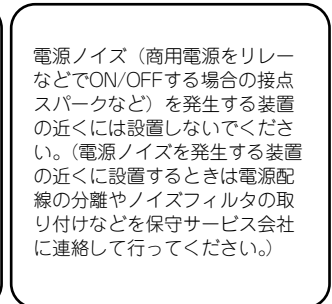 電源ノイズ（商用電源をリレー
などでON/OFFする場合の接点
スパークなど）を発生する装置
の近くには設置しないでくださ
い。（電源ノイズを発生する装置
の近くに設置するときは電源配
線の分離やノイズフィルタの取
り付けなどを保守サービス会社
に連絡して行ってください。）